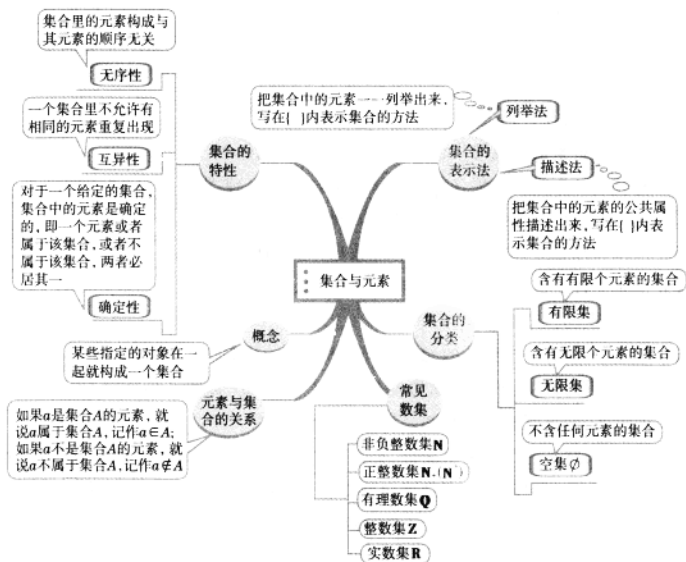 集合里的元素构成与
其元素的顺序无关
无序性
一个集合里不允许有
相同的元素重复出现
互异性
对于一个给定的集合,
集合中的元素是确定
的,即一个元素或者
属于该集合,或者不
属于该集合,两者必
居其一
确定性
集合的
特性
把集合中的元素一一列举出来,
写在{ }内表示集合的方法
列举法
集合的
表示法
描述法
把集合中的元素的公共属
性描述出来,写在{ }内表
示集合的方法
集合与元素
概念
某些指定的对象在一
起就构成一个集合
元素与集
合的关系
如果a是集合A的元素,就
说a属于集合A,记作a∈A;
如果a不是集合A的元素,就
说a不属于集合A,记作a∉A
集合的
分类
含有有限个元素的集合
有限集
含有无限个元素的集合
无限集
不含任何元素的集合
空集∅
常见
数集
非负整数集N
正整数集N₊(N*)
有理数集Q
整数集Z
实数集R